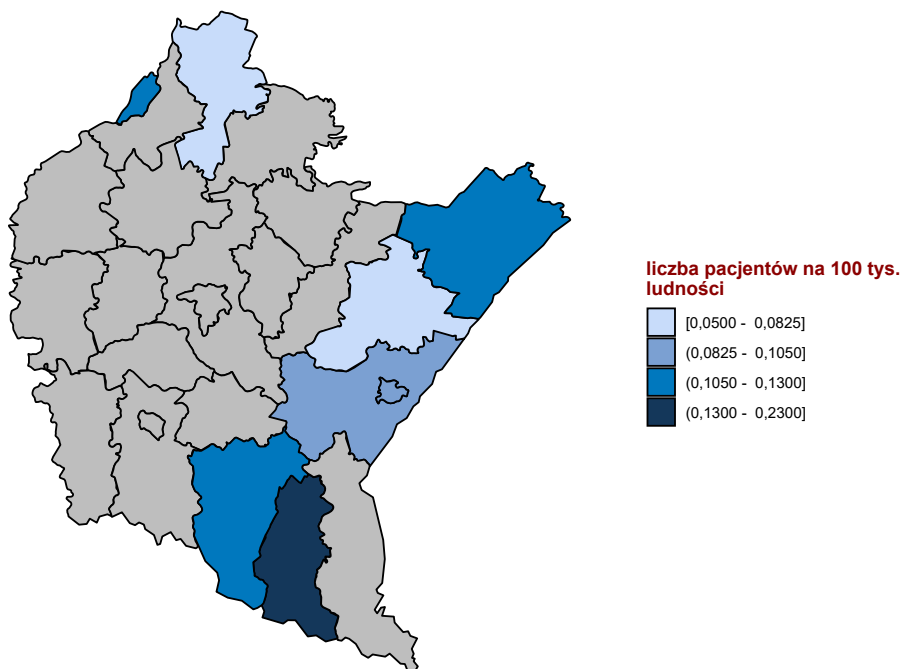 liczba pacjentów na 100 tys.
ludności
[0,0500 - 0,0825]
(0,0825 - 0,1050]
(0,1050 - 0,1300]
(0,1300 - 0,2300]